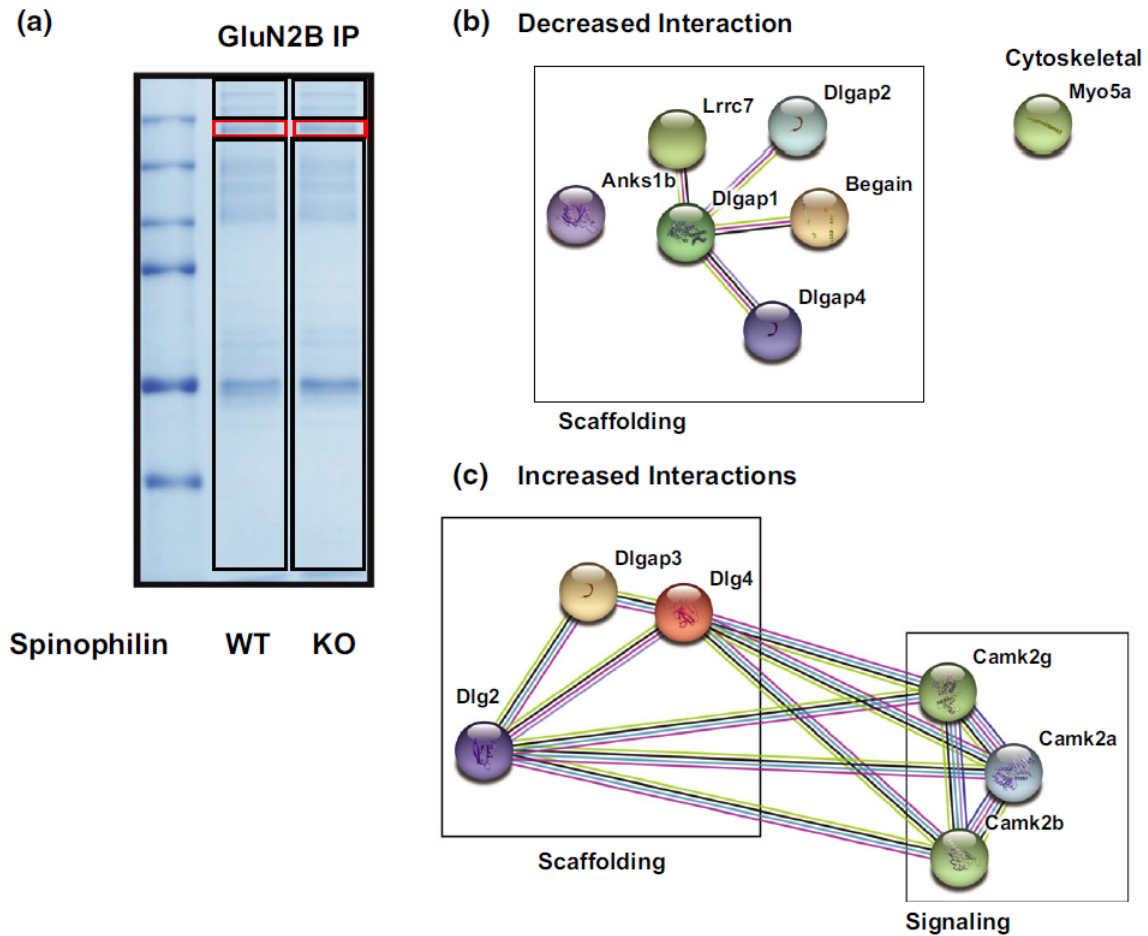 (a)
GluN2B IP
Spinophilin WT KO
(b) Decreased Interaction
Cytoskeletal
Myo5a
Lrrc7
Dlgap2
Anks1b
Dlgap1
Begain
Dlgap4
Scaffolding
(c) Increased Interactions
Dlgap3
Dlg4
Dlg2
Camk2g
Camk2a
Camk2b
Scaffolding
Signaling